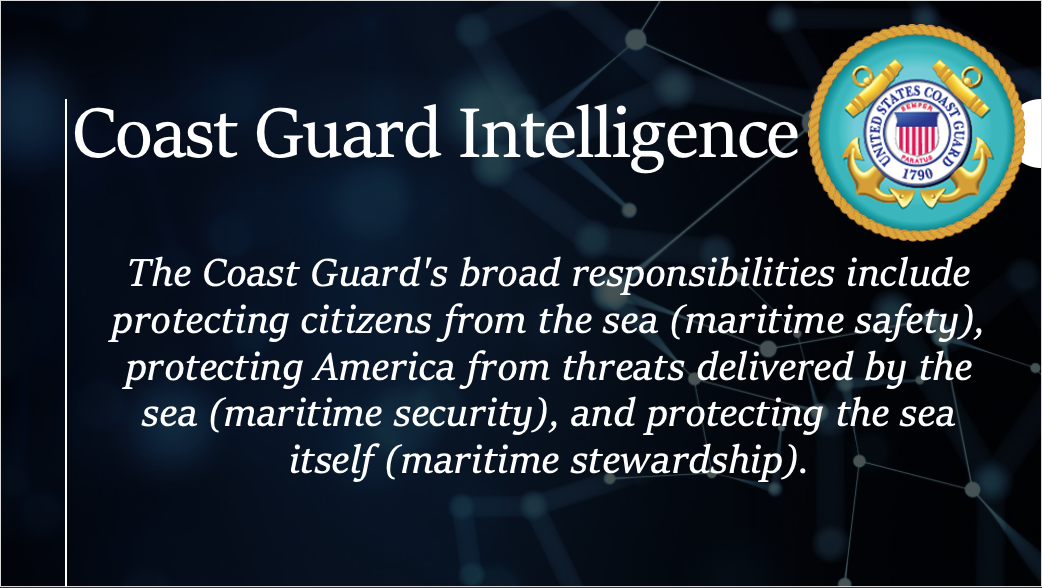 Coast Guard Intelligence
UNITED STATES COAST GUARD
SEMPER
PARATUS
1790
The Coast Guard's broad responsibilities include
protecting citizens from the sea (maritime safety),
protecting America from threats delivered by the
sea (maritime security), and protecting the sea
itself (maritime stewardship).